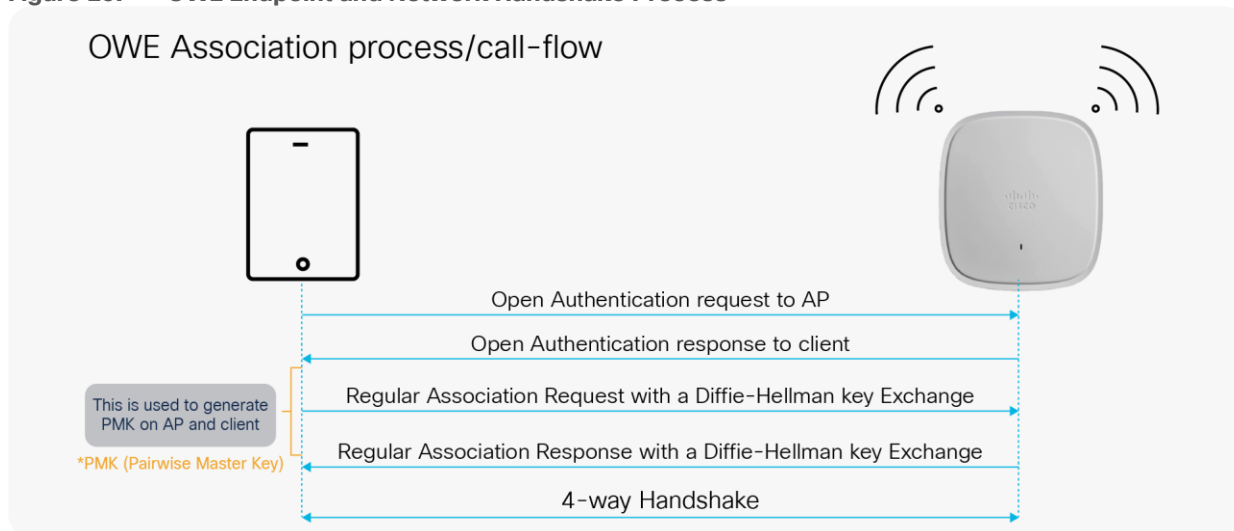 OWE Association process/call-flow
cisco
Open Authentication request to AP
Open Authentication response to client
Regular Association Request with a Diffie-Hellman key Exchange
This is used to generate
PMK on AP and client
*PMK (Pairwise Master Key)
Regular Association Response with a Diffie-Hellman key Exchange
4-way Handshake